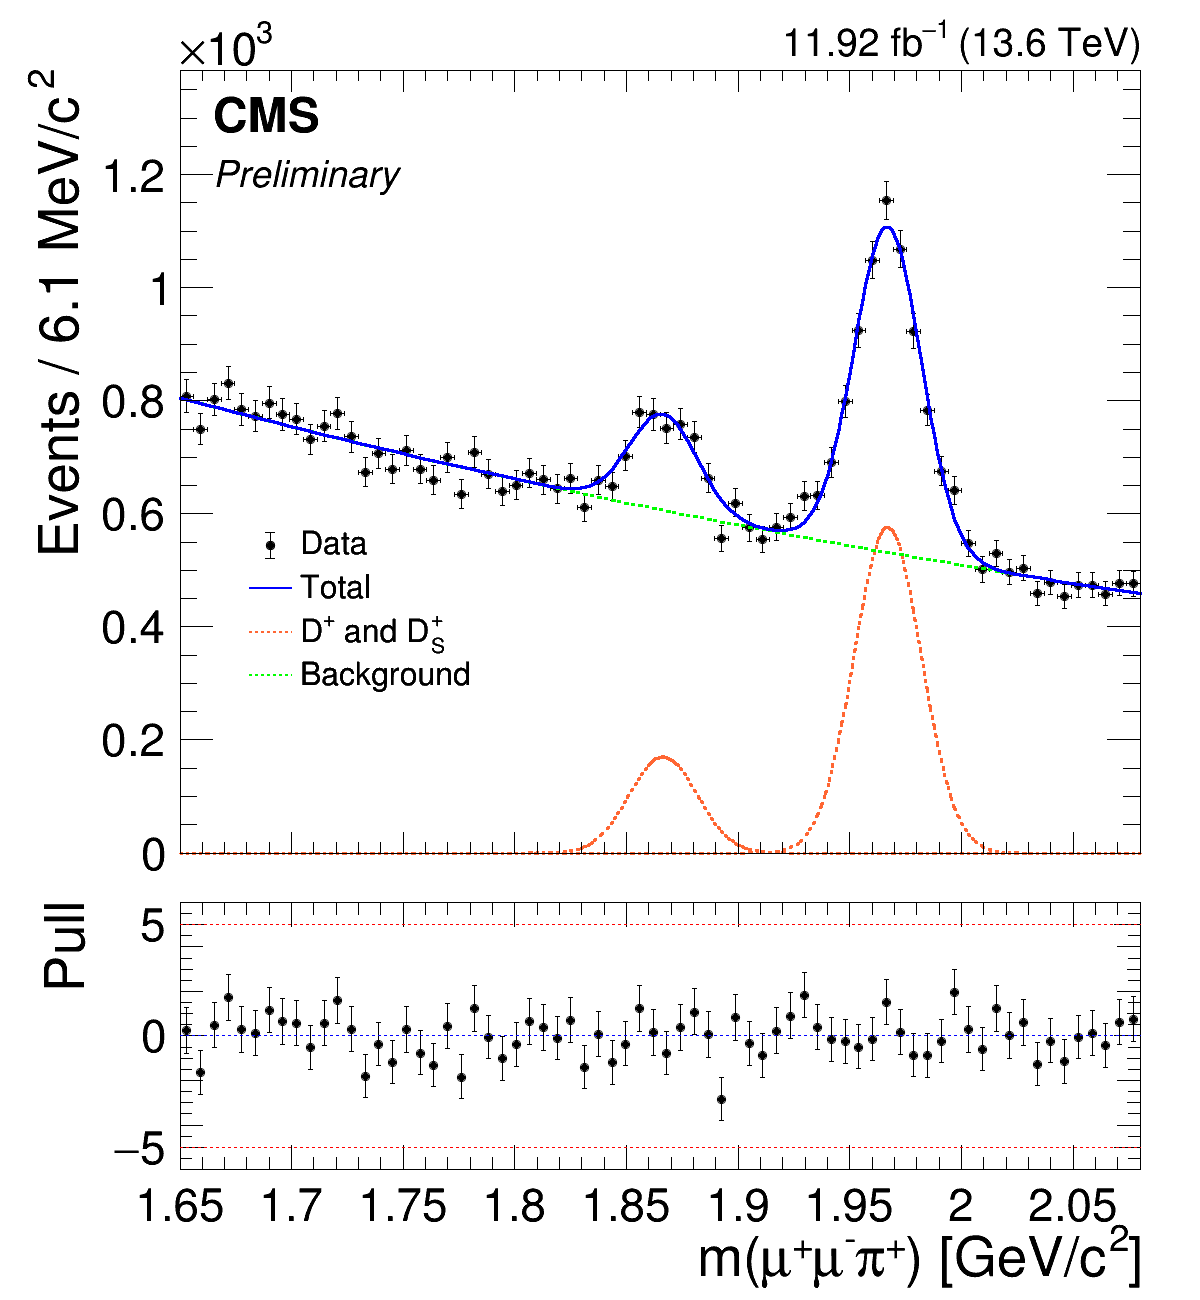 ×10³
11.92 fb⁻¹ (13.6 TeV)
CMS
Preliminary
Events / 6.1 MeV/c²
1.2
1
0.8
0.6
0.4
0.2
0
Data
Total
D⁺ and D_S⁺
Background
Pull
5
0
−5
1.65 1.7 1.75 1.8 1.85 1.9 1.95 2 2.05
m(μ⁺μ⁻π⁺) [GeV/c²]